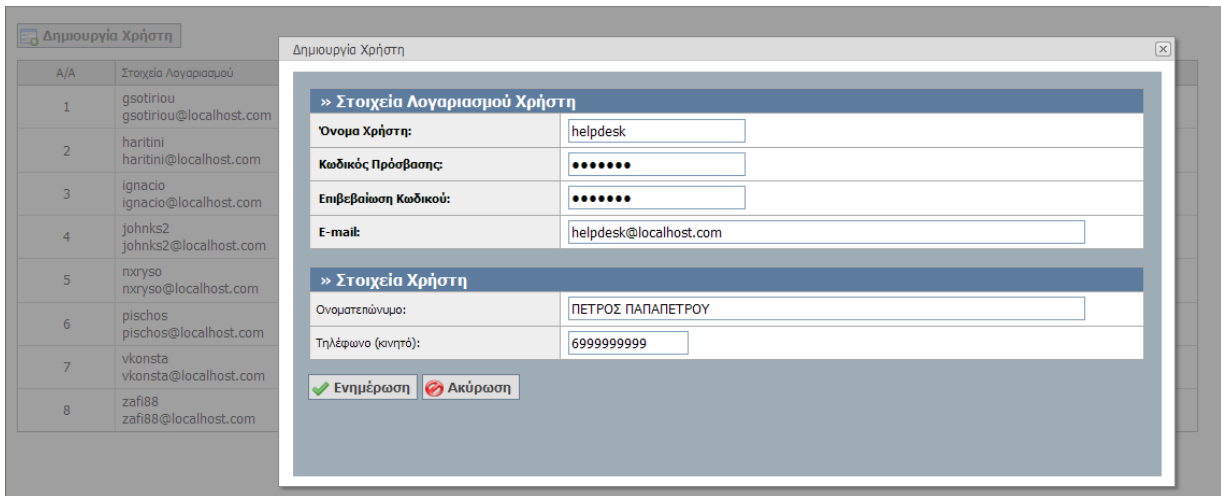 Δημιουργία Χρήστη
Α/Α Στοιχεία Λογαριασμού
1 gsotiriou
gsotiriou@localhost.com
2 haritini
haritini@localhost.com
3 ignacio
ignacio@localhost.com
4 johnks2
johnks2@localhost.com
5 nxryso
nxryso@localhost.com
6 pischos
pischos@localhost.com
7 vkonsta
vkonsta@localhost.com
8 zafi88
zafi88@localhost.com
Δημιουργία Χρήστη
» Στοιχεία Λογαριασμού Χρήστη
Όνομα Χρήστη: helpdesk
Κωδικός Πρόσβασης: ●●●●●●●
Επιβεβαίωση Κωδικού: ●●●●●●●
E-mail: helpdesk@localhost.com
» Στοιχεία Χρήστη
Ονοματεπώνυμο: ΠΕΤΡΟΣ ΠΑΠΑΠΕΤΡΟΥ
Τηλέφωνο (κινητό): 6999999999
Ενημέρωση Ακύρωση